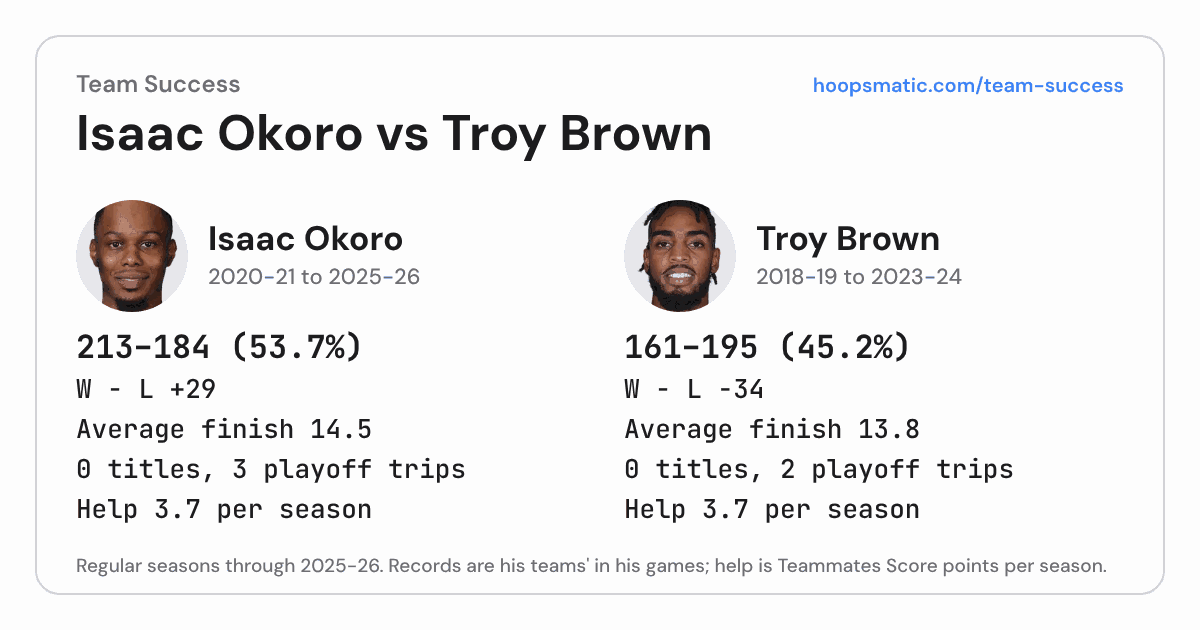 Team Success
hoopsmatic.com/team-success
Isaac Okoro vs Troy Brown
Isaac Okoro
2020-21 to 2025-26
213-184 (53.7%)
W - L +29
Average finish 14.5
0 titles, 3 playoff trips
Help 3.7 per season
Troy Brown
2018-19 to 2023-24
161-195 (45.2%)
W - L -34
Average finish 13.8
0 titles, 2 playoff trips
Help 3.7 per season
Regular seasons through 2025-26. Records are his teams' in his games; help is Teammates Score points per season.